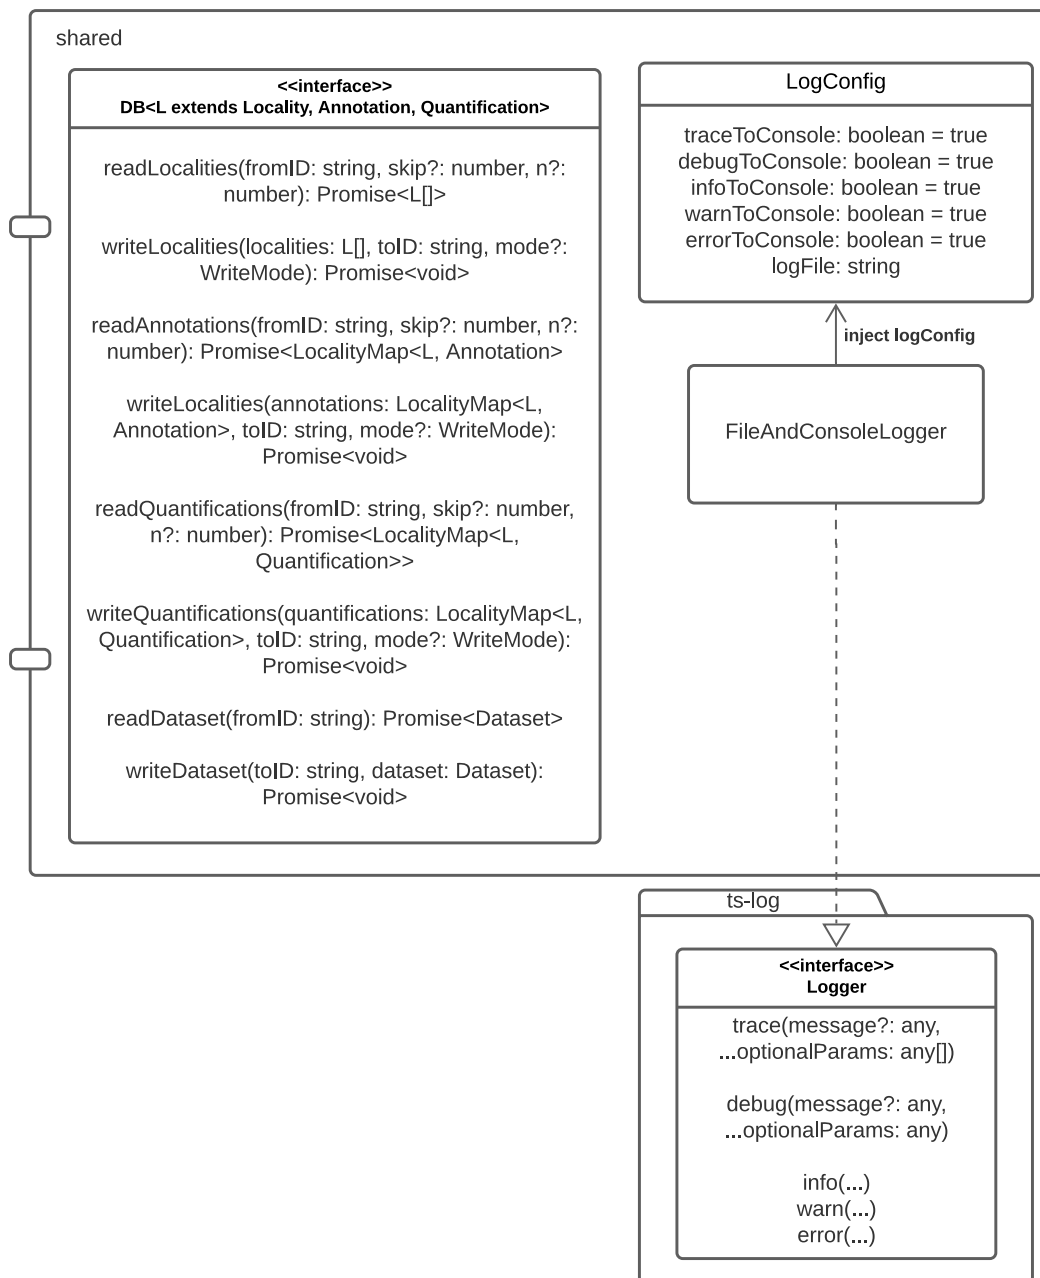 shared
<<interface>>
DB<L extends Locality, Annotation, Quantification>
readLocalities(fromID: string, skip?: number, n?:
number): Promise<L[]>
writeLocalities(localities: L[], toID: string, mode?:
WriteMode): Promise<void>
readAnnotations(fromID: string, skip?: number, n?:
number): Promise<LocalityMap<L, Annotation>
writeLocalities(annotations: LocalityMap<L,
Annotation>, toID: string, mode?: WriteMode):
Promise<void>
readQuantifications(fromID: string, skip?: number,
n?: number): Promise<LocalityMap<L,
Quantification>>
writeQuantifications(quantifications: LocalityMap<L,
Quantification>, toID: string, mode?: WriteMode):
Promise<void>
readDataset(fromID: string): Promise<Dataset>
writeDataset(toID: string, dataset: Dataset):
Promise<void>
LogConfig
traceToConsole: boolean = true
debugToConsole: boolean = true
infoToConsole: boolean = true
warnToConsole: boolean = true
errorToConsole: boolean = true
logFile: string
inject logConfig
FileAndConsoleLogger
ts-log
<<interface>>
Logger
trace(message?: any,
...optionalParams: any[])
debug(message?: any,
...optionalParams: any)
info(...)
warn(...)
error(...)